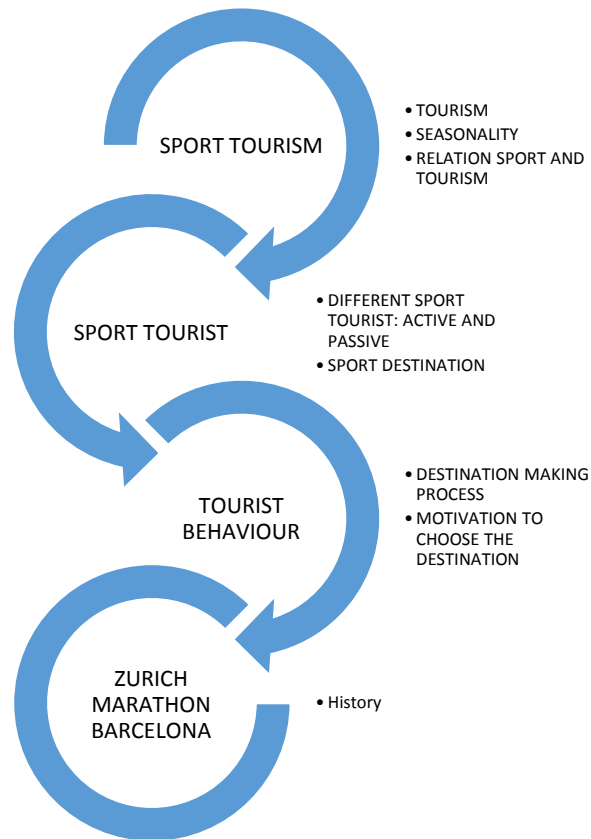 SPORT TOURISM
• TOURISM
• SEASONALITY
• RELATION SPORT AND
TOURISM
SPORT TOURIST
• DIFFERENT SPORT
TOURIST: ACTIVE AND
PASSIVE
• SPORT DESTINATION
TOURIST
BEHAVIOUR
• DESTINATION MAKING
PROCESS
• MOTIVATION TO
CHOOSE THE
DESTINATION
ZURICH
MARATHON
BARCELONA
• History